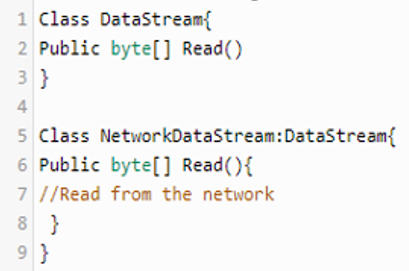 1 Class DataStream{
2 Public byte[] Read()
3 }
4
5 Class NetworkDataStream:DataStream{
6 Public byte[] Read(){
7 //Read from the network
8 }
9 }